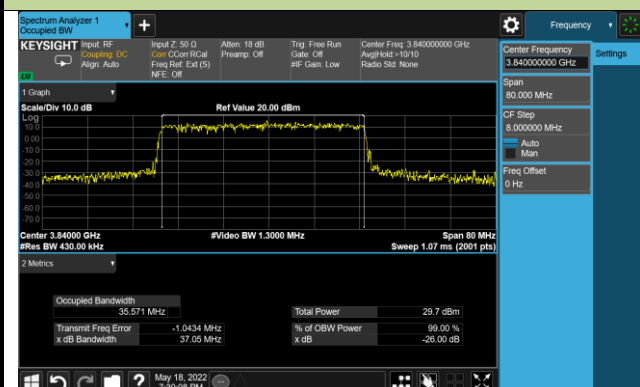 Spectrum Analyzer 1
Occupied BW
Frequency
KEYSIGHT
Input: RF
Coupling: DC
Align: Auto
Input Z: 50 Ω
Corr CCorr RCal
Freq Ref: Ext (S)
NFE: Off
Atten: 18 dB
Preamp: Off
Trig: Free Run
Gate: Off
#IF Gain: Low
Center Freq: 3.840000000 GHz
Avg|Hold:>10/10
Radio Std: None
Center Frequency
3.840000000 GHz
Settings
Span
80.000 MHz
CF Step
8.000000 MHz
Auto
Man
Freq Offset
0 Hz
1 Graph
Scale/Div 10.0 dB
Ref Value 20.00 dBm
Log
10.0
0.00
-10.0
-20.0
-30.0
-40.0
-50.0
-60.0
-70.0
Center 3.84000 GHz
#Video BW 1.3000 MHz
Span 80 MHz
#Res BW 430.00 kHz
Sweep 1.07 ms (2001 pts)
2 Metrics
Occupied Bandwidth
35.571 MHz
Total Power
29.7 dBm
Transmit Freq Error
-1.0434 MHz
% of OBW Power
99.00 %
x dB Bandwidth
37.05 MHz
x dB
-26.00 dB
?
May 18, 2022